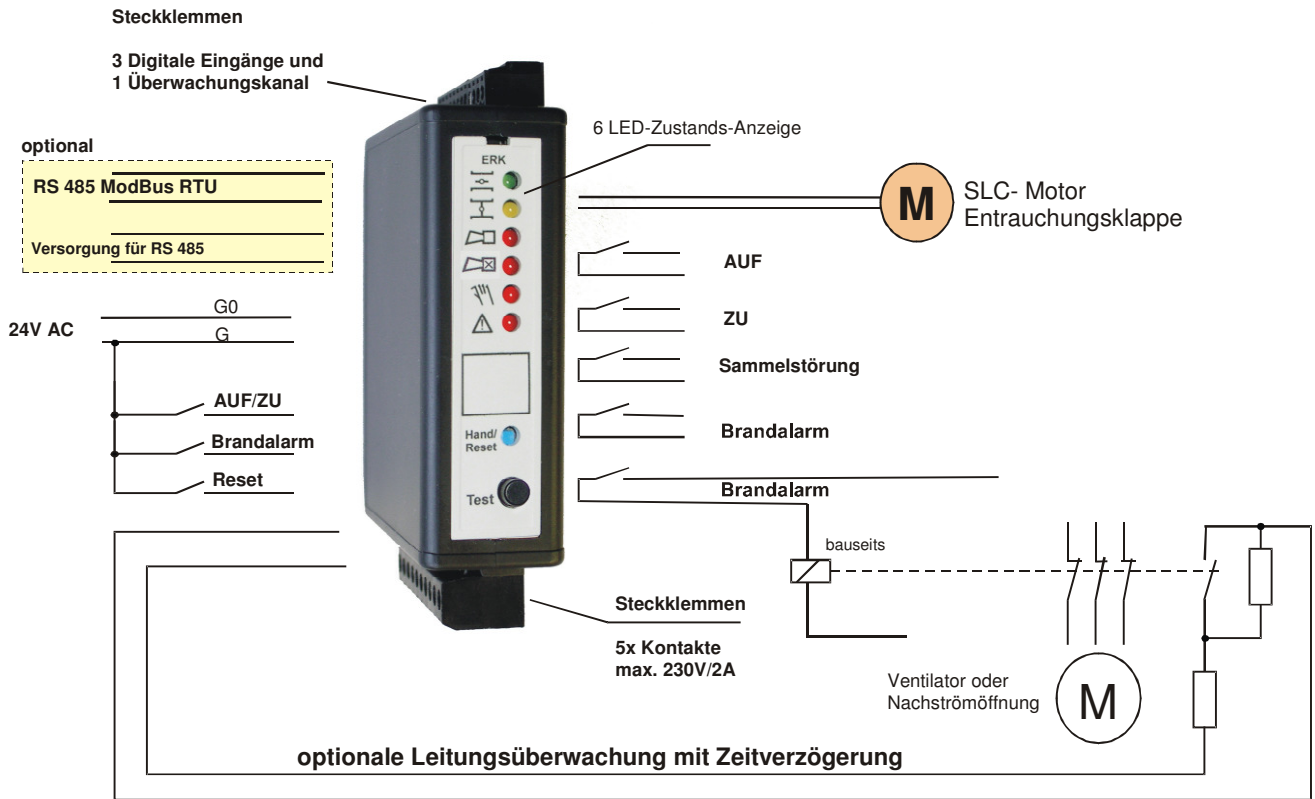 Steckklemmen
3 Digitale Eingänge und
1 Überwachungskanal
6 LED-Zustands-Anzeige
optional
RS 485 ModBus RTU
Versorgung für RS 485
24V AC
G0
G
AUF/ZU
Brandalarm
Reset
ERK
Hand/
Reset
Test
M
SLC- Motor
Entrauchungsklappe
AUF
ZU
Sammelstörung
Brandalarm
Brandalarm
bauseits
Steckklemmen
5x Kontakte
max. 230V/2A
Ventilator oder
Nachströmöffnung
M
optionale Leitungsüberwachung mit Zeitverzögerung